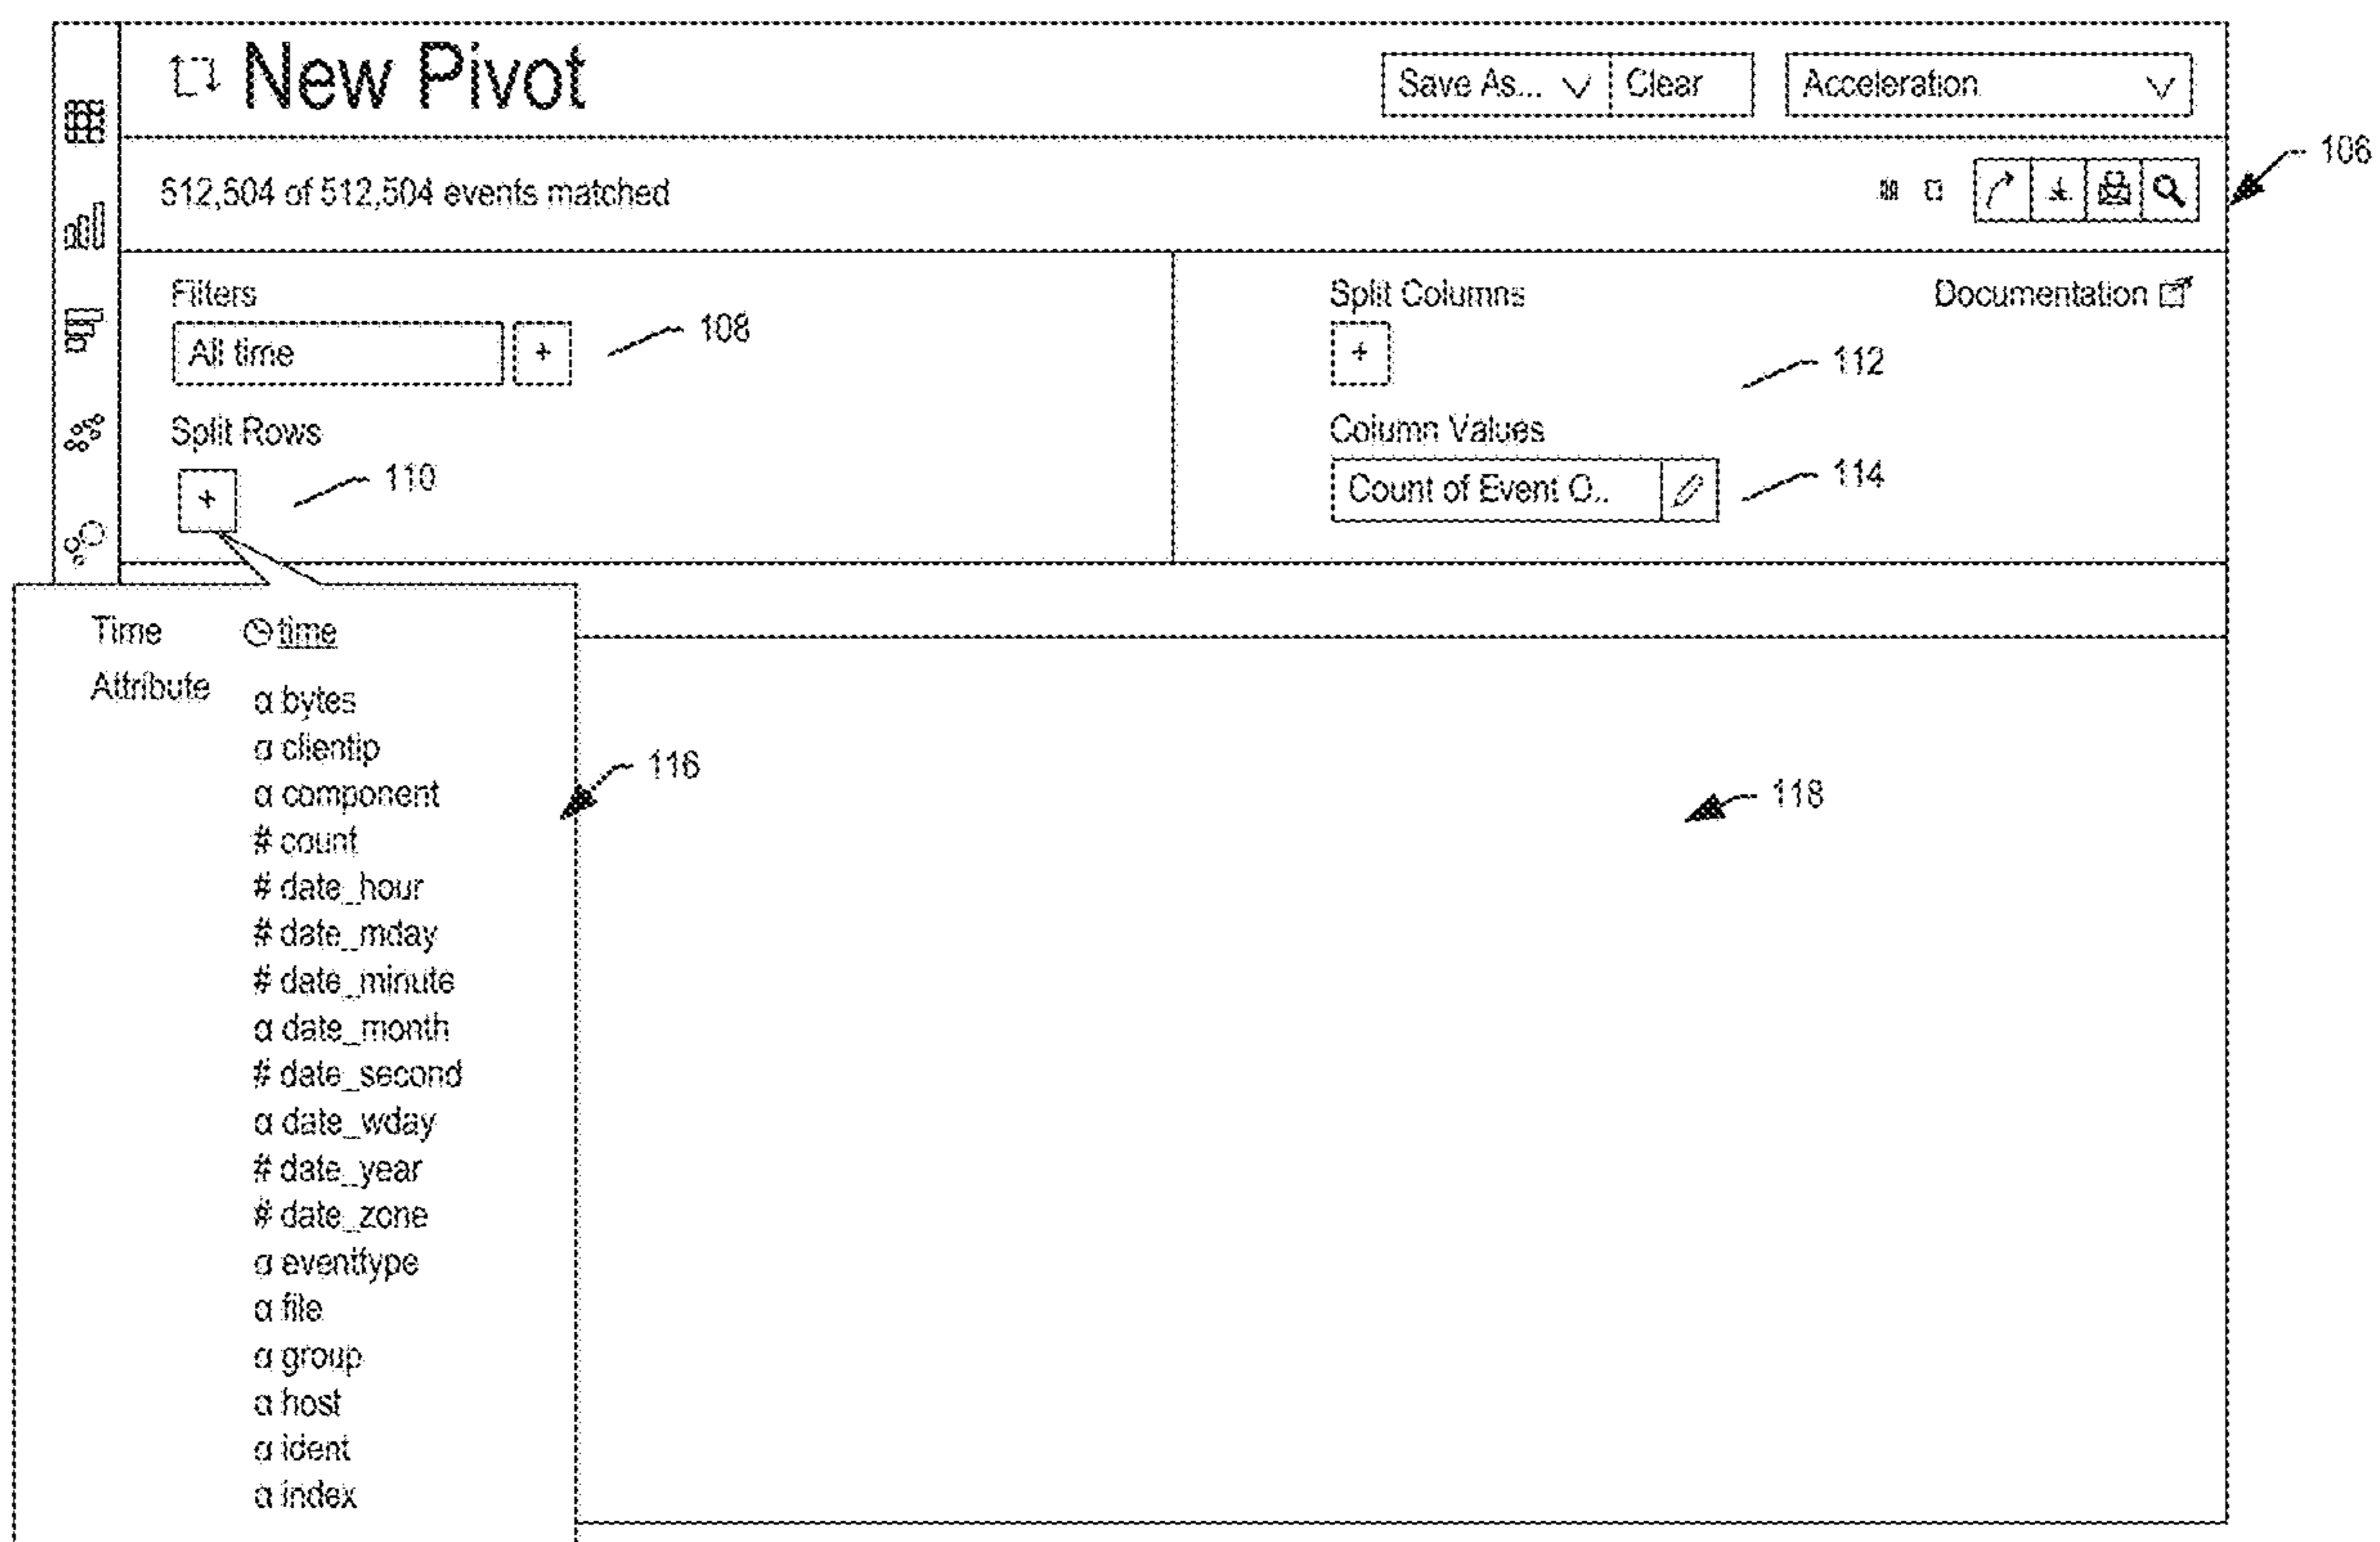 New Pivot Save As... Clear Acceleration
512,504 of 512,504 events matched
106
Filters Split Columns Documentation
All time + 108 + 112
Split Rows Column Values
+ 110 Count of Event O.. 114
Time time
Attribute
α bytes
α clientip
116
α component 118
# count
# date_hour
# date_mday
# date_minute
α date_month
# date_second
α date_wday
# date_year
# date_zone
α eventtype
α file
α group
α host
α ident
α index